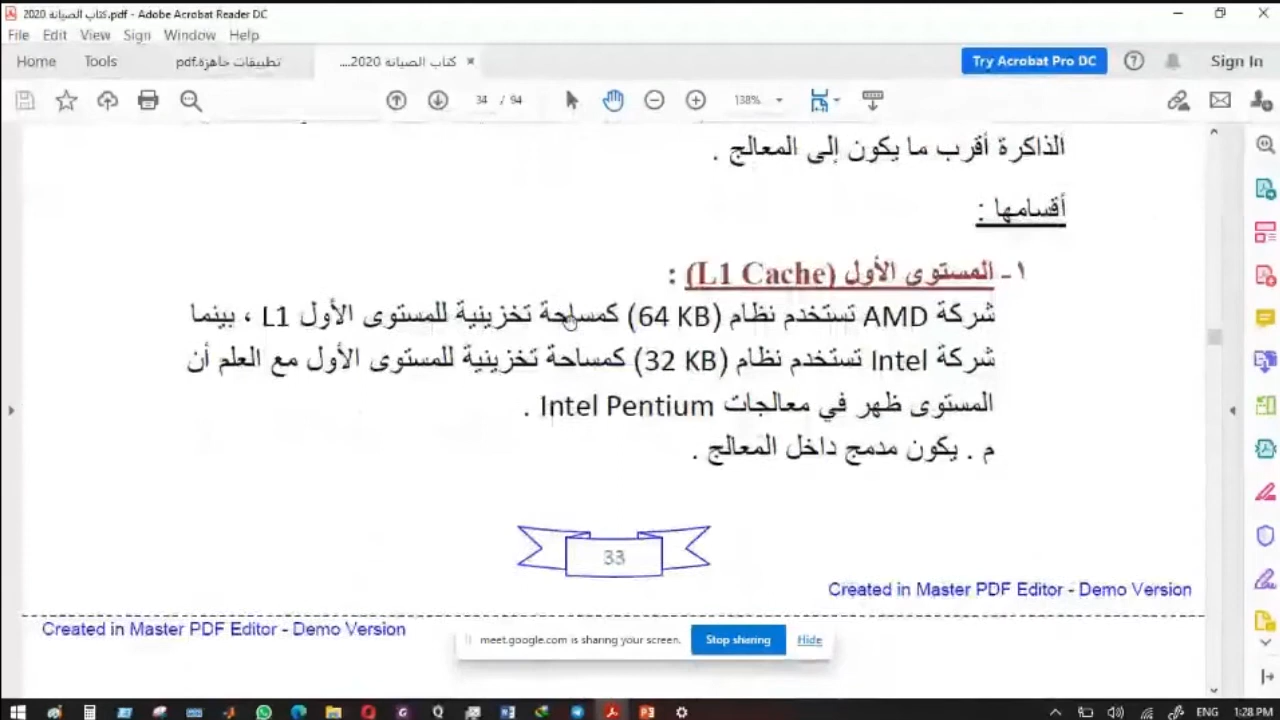 كتاب الصيانة 2020.pdf - Adobe Acrobat Reader DC
File Edit View Sign Window Help
Home Tools تطبيقات جاهزة.pdf كتاب الصيانة 2020.... × Try Acrobat Pro DC Sign In
34 / 94 138%
الذاكرة أقرب ما يكون إلى المعالج .
أقسامها :
١- المستوى الأول (L1 Cache) :
شركة AMD تستخدم نظام (64 KB) كمساحة تخزينية للمستوى الأول L1 ، بينما
شركة Intel تستخدم نظام (32 KB) كمساحة تخزينية للمستوى الأول مع العلم أن
المستوى ظهر في معالجات Intel Pentium .
م . يكون مدمج داخل المعالج .
33
Created in Master PDF Editor - Demo Version
Created in Master PDF Editor - Demo Version
meet.google.com is sharing your screen. Stop sharing Hide
ENG 1:28 PM